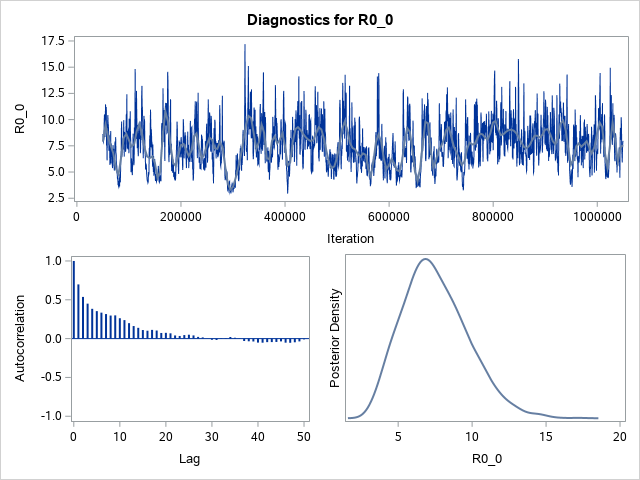 Diagnostics for R0_0
17.5
15.0
12.5
10.0
7.5
5.0
2.5
R0_0
0 200000 400000 600000 800000 1000000
Iteration
1.0
0.5
0.0
-0.5
-1.0
Autocorrelation
0 10 20 30 40 50
Lag
Posterior Density
5 10 15 20
R0_0